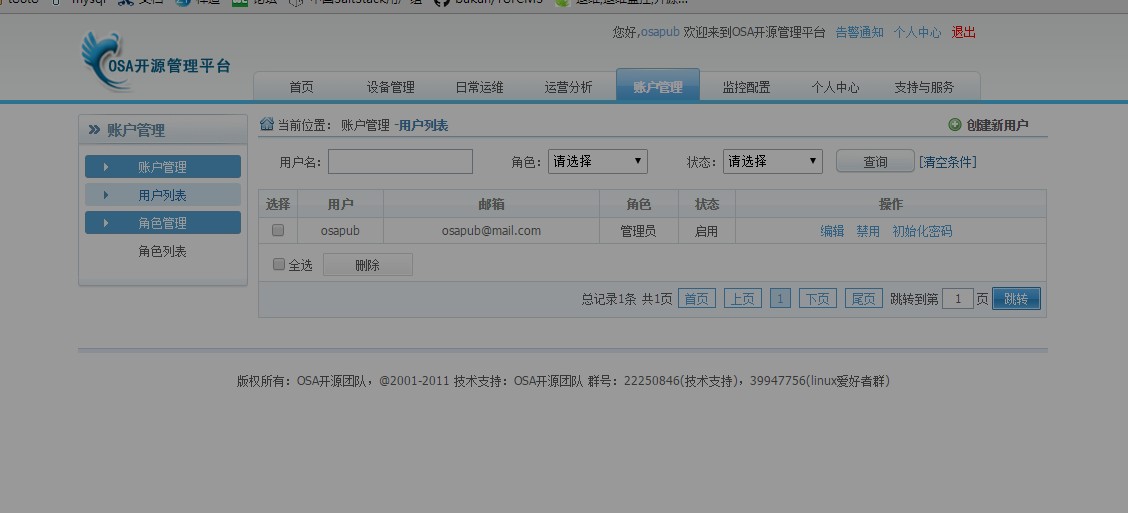 mysql
您好,osapub 欢迎来到OSA开源管理平台 告警通知 个人中心 退出
OSA开源管理平台
首页 设备管理 日常运维 运营分析 账户管理 监控配置 个人中心 支持与服务
账户管理
账户管理
用户列表
角色管理
角色列表
当前位置： 账户管理 -用户列表 创建新用户
用户名： 角色： 请选择 状态： 请选择 查询 [清空条件]
选择 用户 邮箱 角色 状态 操作
osapub osapub@mail.com 管理员 启用 编辑 禁用 初始化密码
全选 删除
总记录1条 共1页 首页 上页 1 下页 尾页 跳转到第 1 页 跳转
版权所有：OSA开源团队，@2001-2011 技术支持：OSA开源团队 群号：22250846(技术支持)，39947756(linux爱好者群)